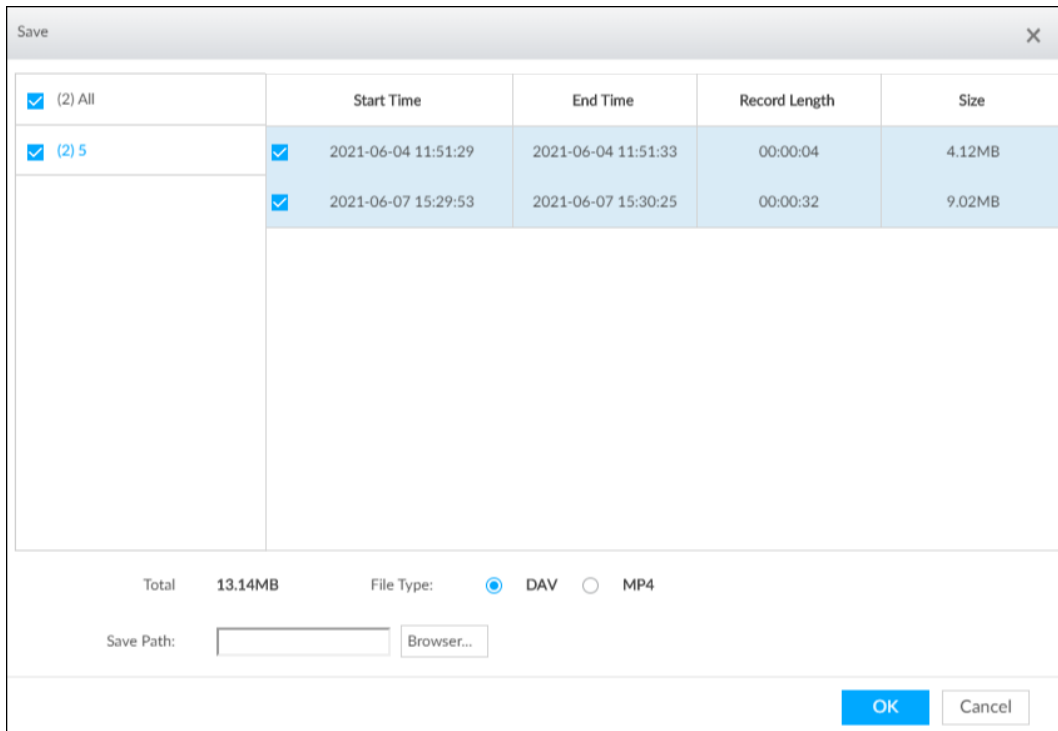 Save
(2) All Start Time End Time Record Length Size
(2) 5 2021-06-04 11:51:29 2021-06-04 11:51:33 00:00:04 4.12MB
2021-06-07 15:29:53 2021-06-07 15:30:25 00:00:32 9.02MB
Total 13.14MB File Type: DAV MP4
Save Path: Browser...
OK Cancel